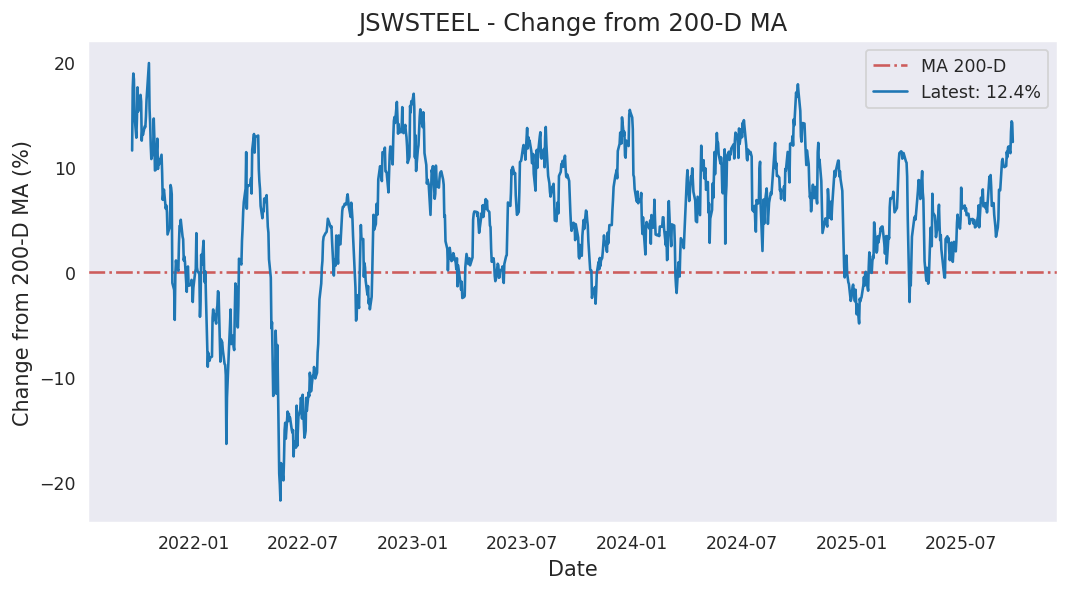 JSWSTEEL - Change from 200-D MA
MA 200-D
Latest: 12.4%
Change from 200-D MA (%)
20
10
0
−10
−20
2022-01
2022-07
2023-01
2023-07
2024-01
2024-07
2025-01
2025-07
Date